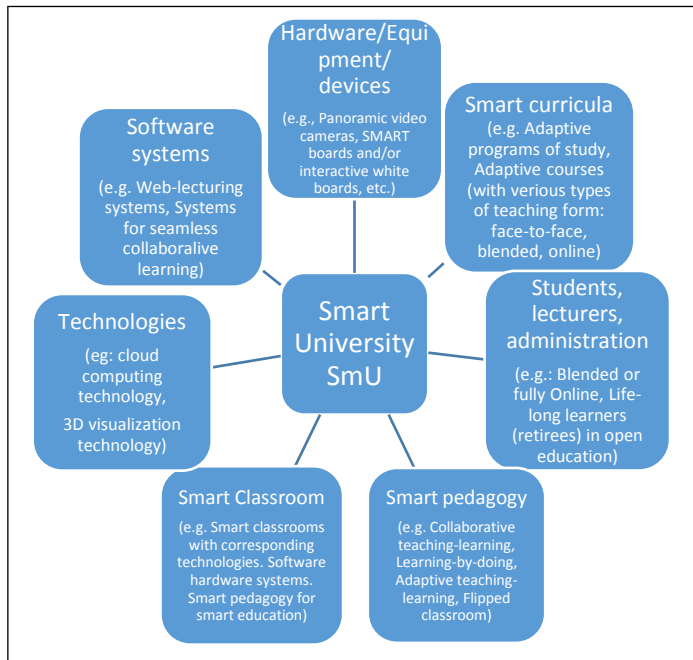 Hardware/Equi
pment/
devices
(e.g., Panoramic video
cameras, SMART
boards and/or
interactive white
boards, etc.)
Smart curricula
(e.g. Adaptive
programs of study,
Adaptive courses
(with verious types
of teaching form:
face-to-face,
blended, online)
Students,
lecturers,
administration
(e.g.: Blended or
fully Online, Life-
long learners
(retirees) in open
education)
Smart pedagogy
(e.g. Collaborative
teaching-learning,
Learning-by-doing,
Adaptive teaching-
learning, Flipped
classroom)
Smart Classroom
(e.g. Smart classrooms
with corresponding
technologies. Software
hardware systems.
Smart pedagogy for
smart education)
Technologies
(eg: cloud
computing
technology,
3D visualization
technology)
Software
systems
(e.g. Web-lecturing
systems, Systems
for seamless
collaboralive
learning)
Smart
University
SmU